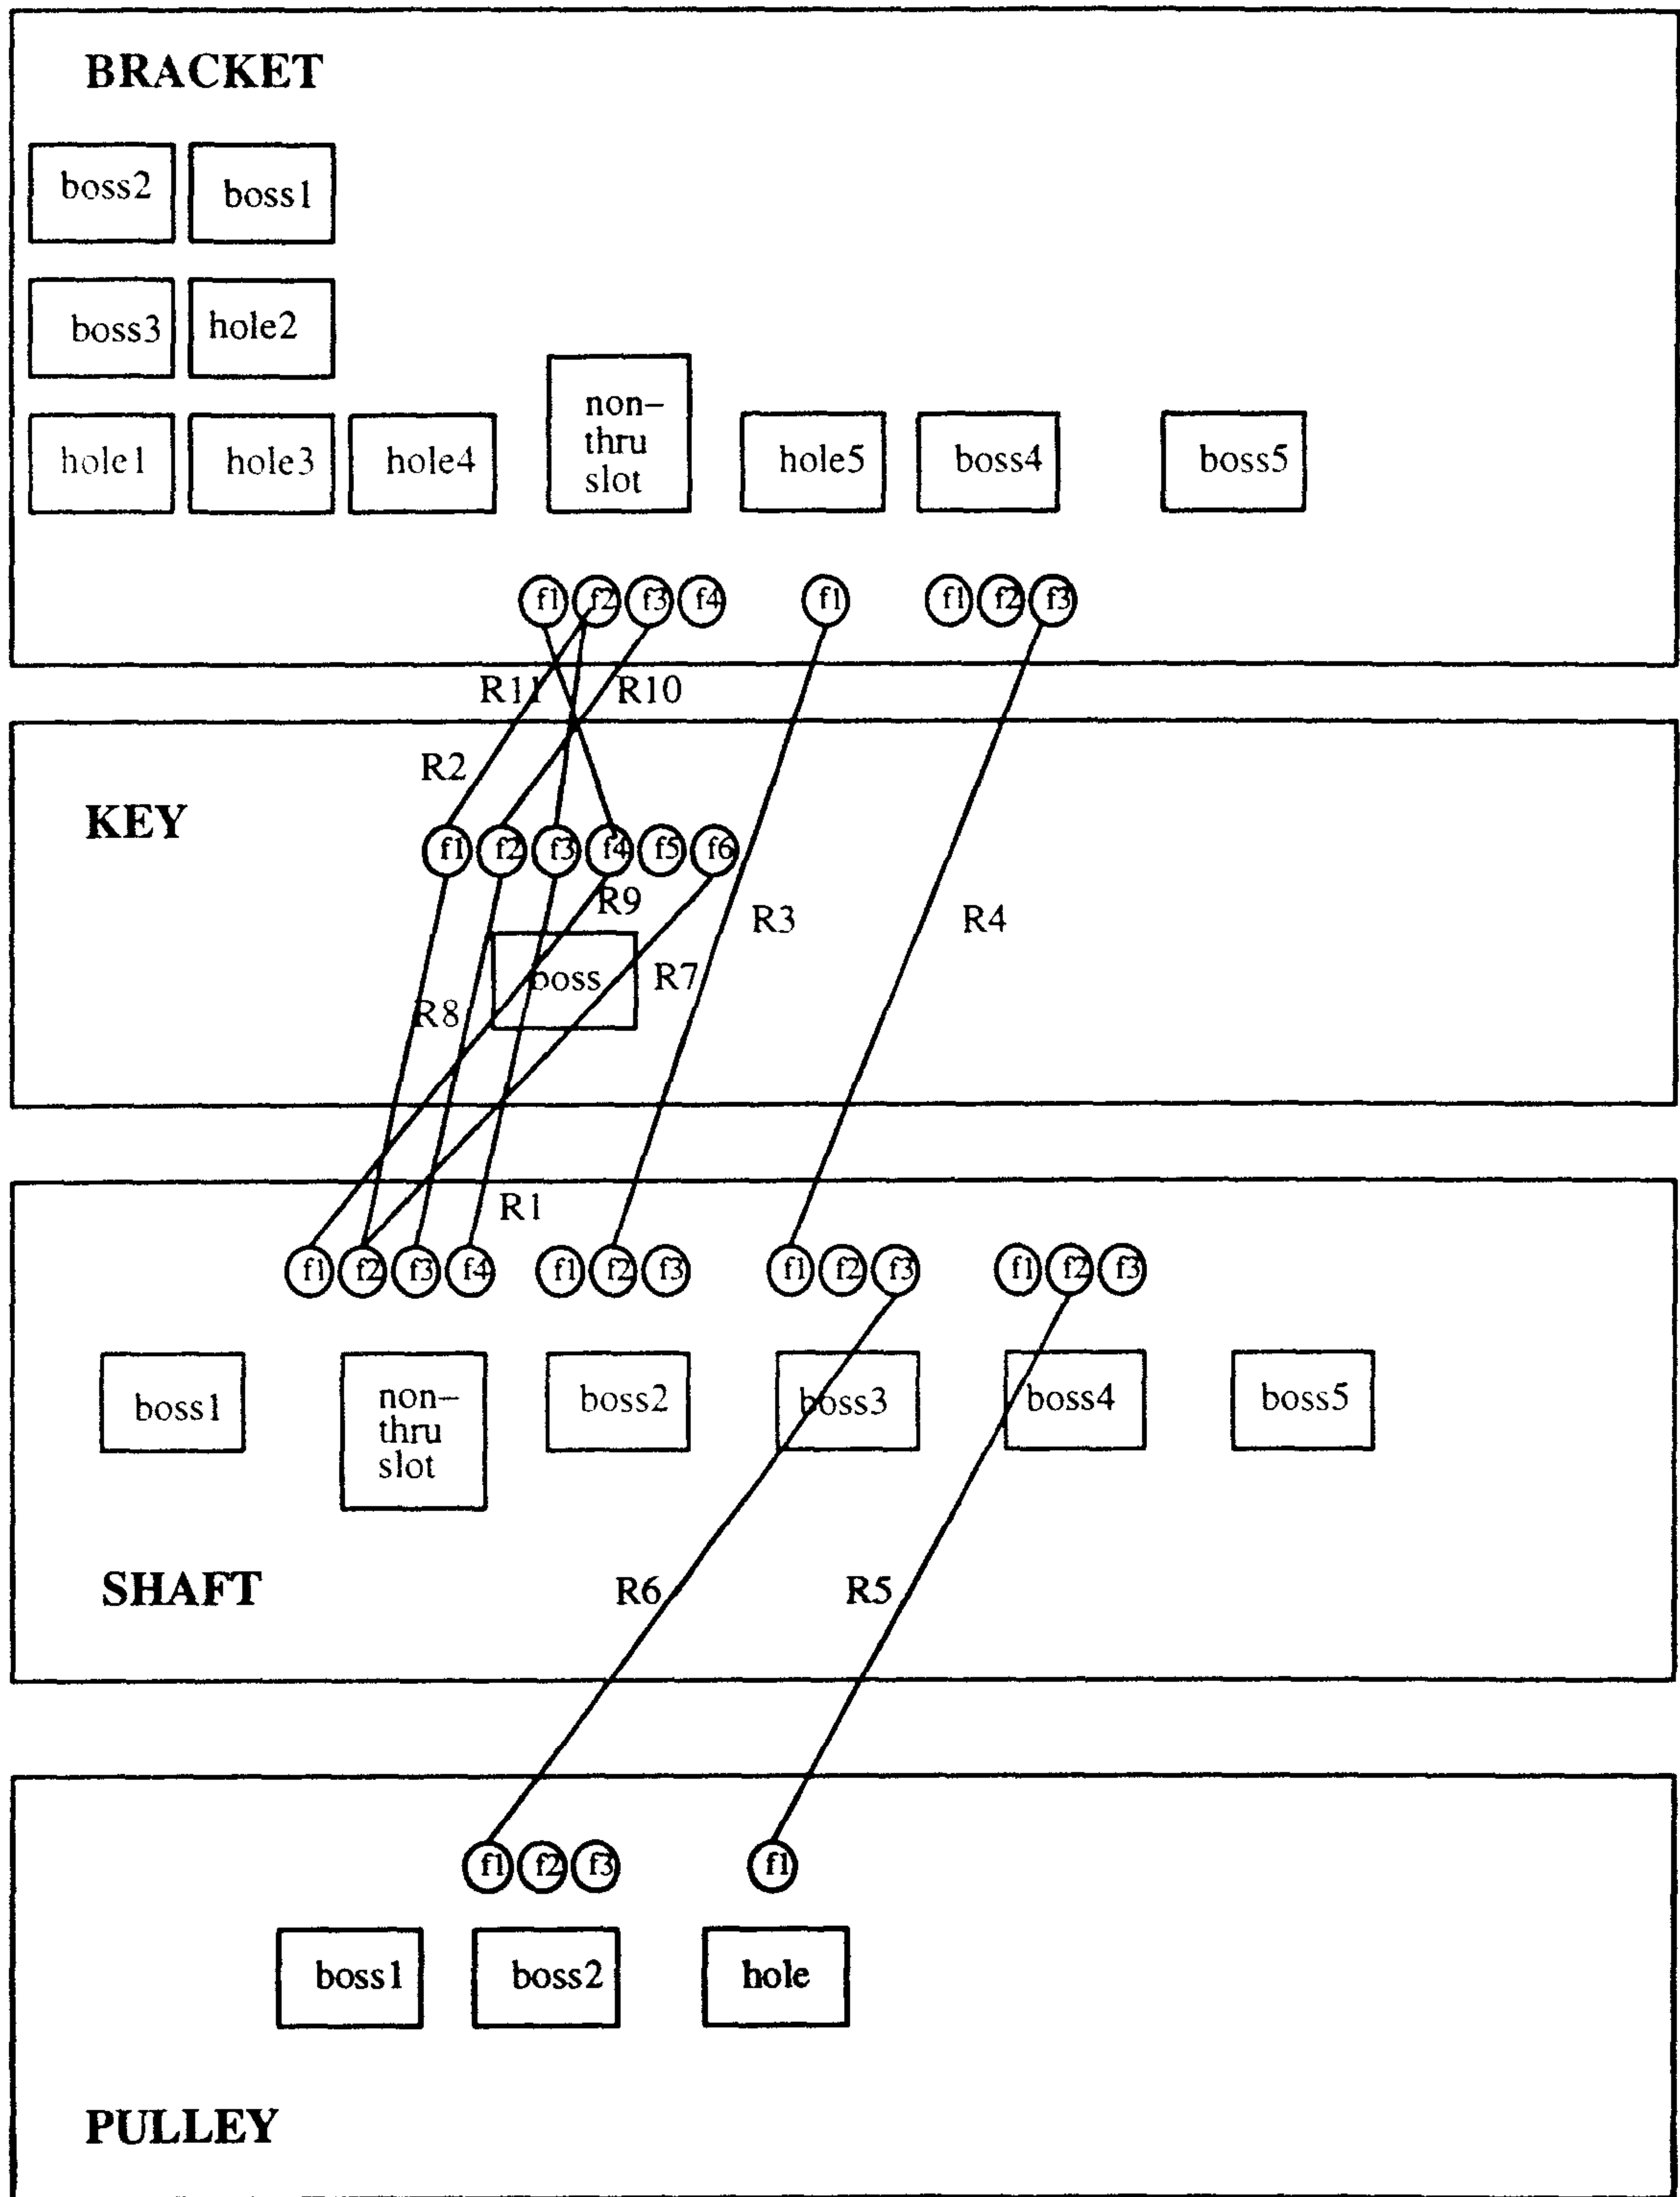 BRACKET
boss2 boss1
boss3 hole2
hole1 hole3 hole4 non- thru slot hole5 boss4 boss5
f1 f2 f3 f4 f1 f1 f2 f3
R11 R10
R2
KEY
f1 f2 f3 f4 f5 f6
R9
R3 R4
boss R7
R8
R1
f1 f2 f3 f4 f1 f2 f3 f1 f2 f3 f1 f2 f3
boss1 non- thru slot boss2 boss3 boss4 boss5
SHAFT R6 R5
f1 f2 f3 f1
boss1 boss2 hole
PULLEY